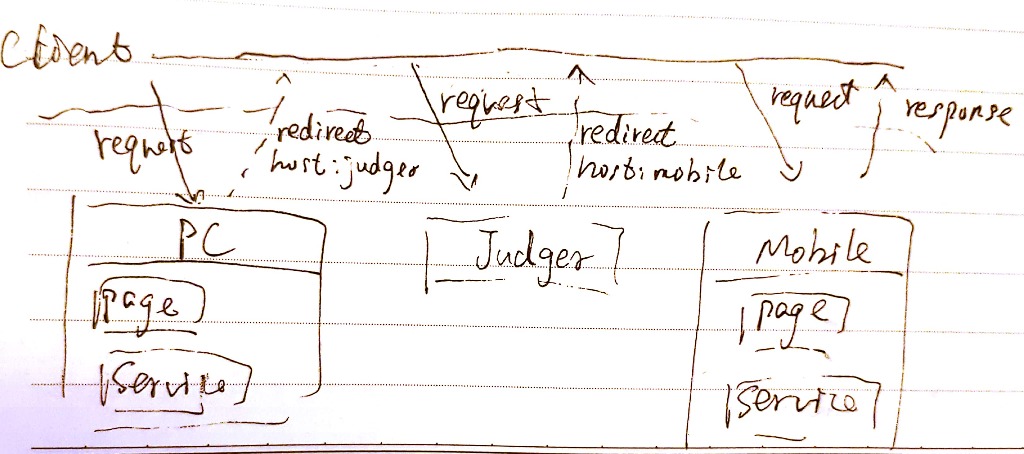 Client
request
redirect
host:judger
request
redirect
host:mobile
request
response
PC
page
Service
Judger
Mobile
page
Service